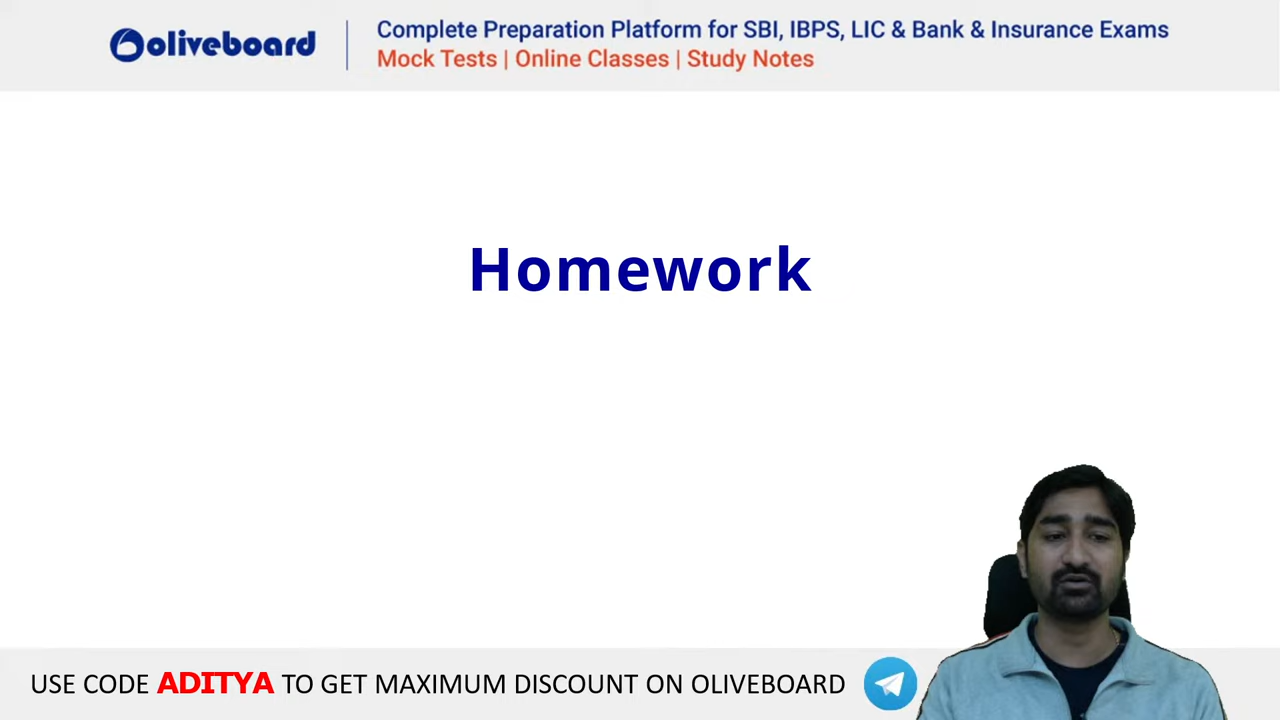 oliveboard
Complete Preparation Platform for SBI, IBPS, LIC & Bank & Insurance Exams
Mock Tests | Online Classes | Study Notes
Homework
USE CODE ADITYA TO GET MAXIMUM DISCOUNT ON OLIVEBOARD